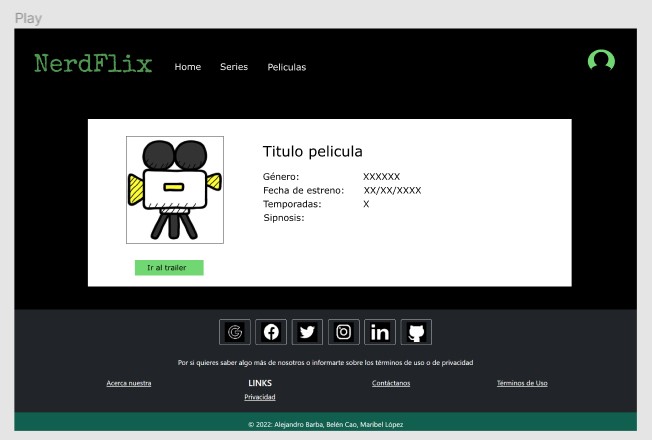 Play
NerdFlix
Home Series Peliculas
Titulo pelicula
Género: XXXXXX
Fecha de estreno: XX/XX/XXXX
Temporadas: X
Sipnosis:
Ir al trailer
Por si quieres saber algo más de nosotros o informarte sobre los términos de uso o de privacidad
Acerca nuestra LINKS Contáctanos Términos de Uso
Privacidad
© 2022: Alejandro Barba, Belén Cao, Maribel López